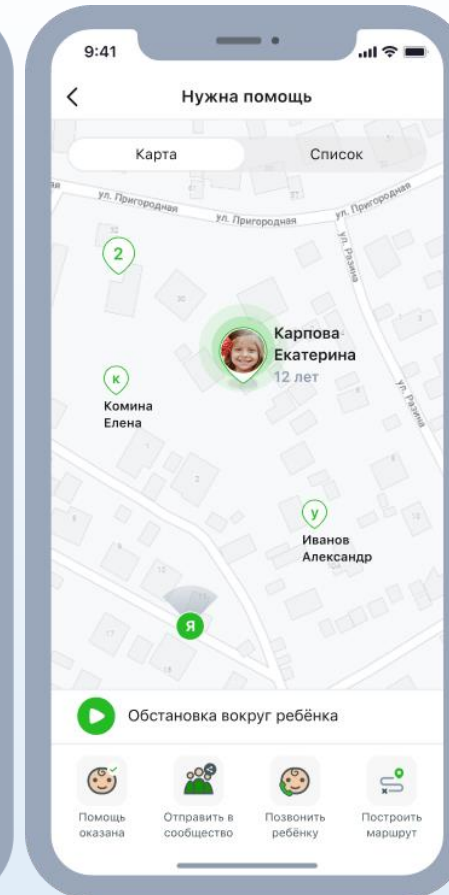 9:41
Нужна помощь
Карта
Список
ул. Пригородная
ул. Пригородная
ул. Пригородная
ул. Разина
2
Карпова
Екатерина
12 лет
к
Комина
Елена
ул. Разина
у
Иванов
Александр
Я
Обстановка вокруг ребёнка
Помощь
оказана
Отправить в
сообщество
Позвонить
ребёнку
Построить
маршрут